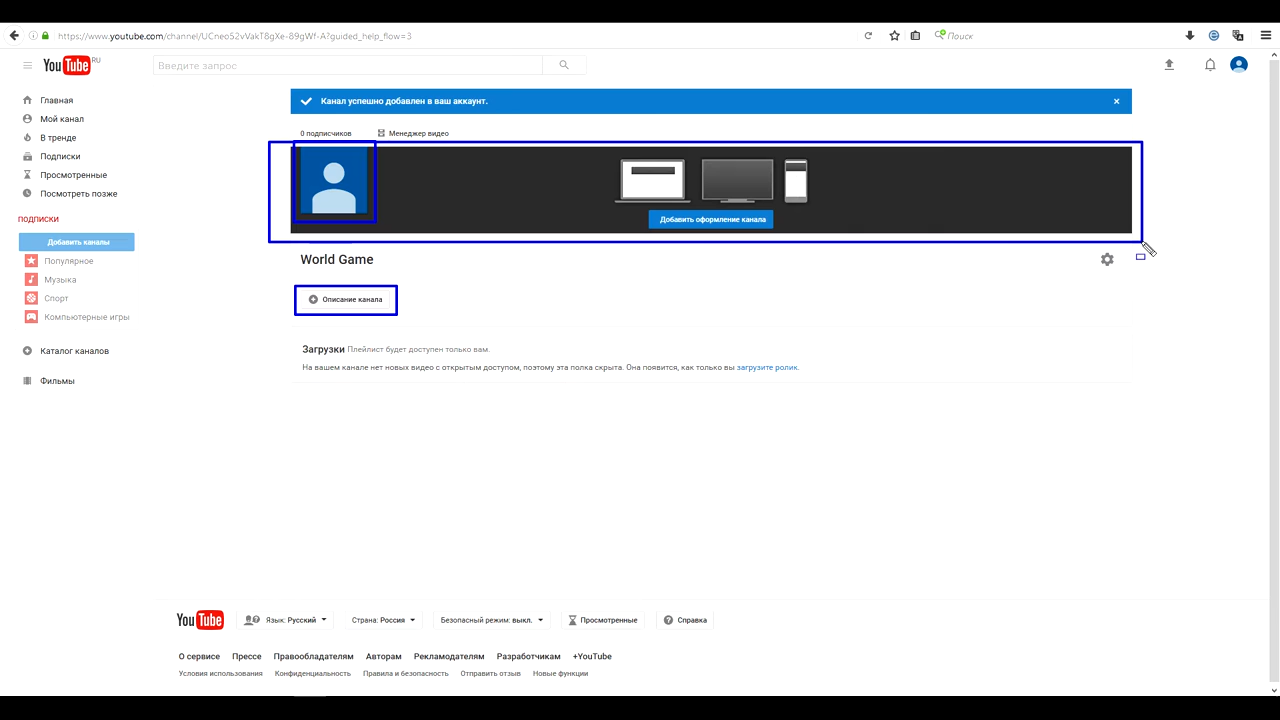 https://www.youtube.com/channel/UCneo52vVakT8gXe-89gWf-A?guided_help_flow=3
Поиск
YouTube RU
Введите запрос
Главная
Мой канал
В тренде
Подписки
Просмотренные
Посмотреть позже
ПОДПИСКИ
Добавить каналы
Популярное
Музыка
Спорт
Компьютерные игры
Каталог каналов
Фильмы
Канал успешно добавлен в ваш аккаунт.
0 подписчиков Менеджер видео
Добавить оформление канала
World Game
Описание канала
Загрузки Плейлист будет доступен только вам.
На вашем канале нет новых видео с открытым доступом, поэтому эта полка скрыта. Она появится, как только вы загрузите ролик.
YouTube Язык: Русский Страна: Россия Безопасный режим: выкл. Просмотренные Справка
О сервисе Прессе Правообладателям Авторам Рекламодателям Разработчикам +YouTube
Условия использования Конфиденциальность Правила и безопасность Отправить отзыв Новые функции